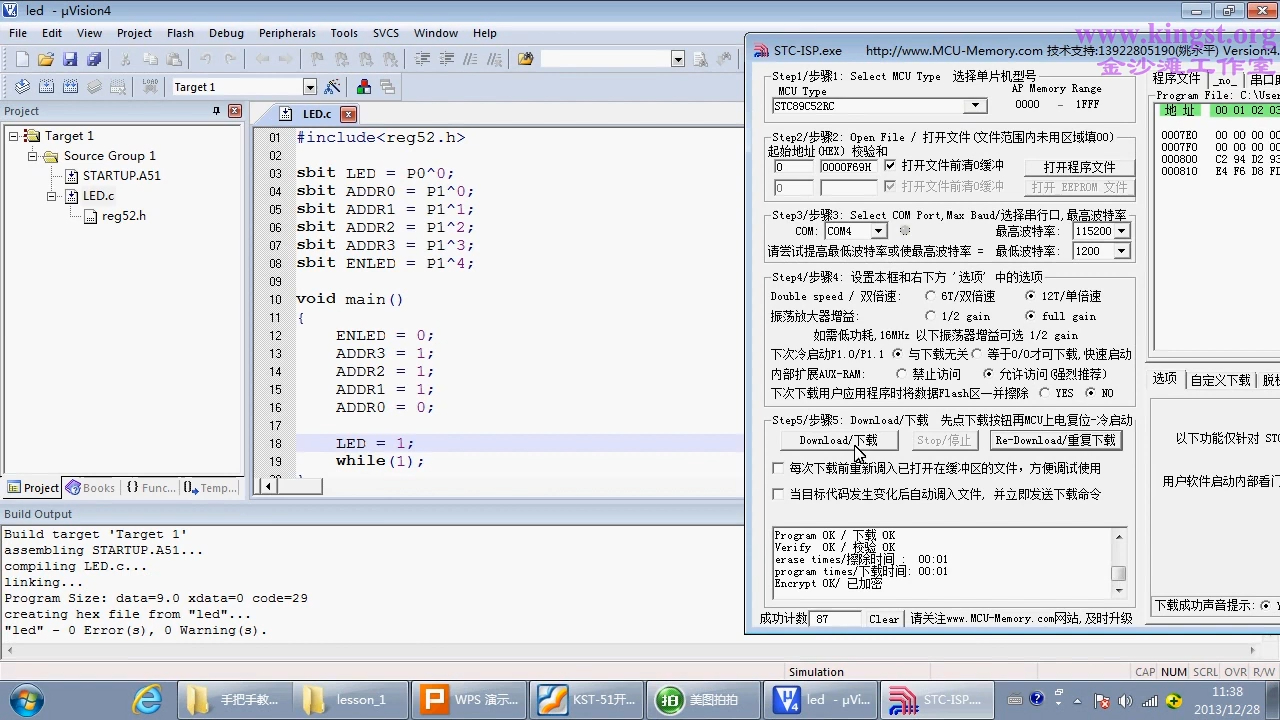 led - µVision4
www.kingst.org
金沙滩工作室
File Edit View Project Flash Debug Peripherals Tools SVCS Window Help
Target 1
Project
Target 1
Source Group 1
STARTUP.A51
LED.c
reg52.h
Project Books Func... Temp...
LED.c
01 #include<reg52.h>
02
03 sbit LED = P0^0;
04 sbit ADDR0 = P1^0;
05 sbit ADDR1 = P1^1;
06 sbit ADDR2 = P1^2;
07 sbit ADDR3 = P1^3;
08 sbit ENLED = P1^4;
09
10 void main()
11 {
12 ENLED = 0;
13 ADDR3 = 1;
14 ADDR2 = 1;
15 ADDR1 = 1;
16 ADDR0 = 0;
17
18 LED = 1;
19 while(1);
Build Output
Build target 'Target 1'
assembling STARTUP.A51...
compiling LED.c...
linking...
Program Size: data=9.0 xdata=0 code=29
creating hex file from "led"...
"led" - 0 Error(s), 0 Warning(s).
Simulation
CAP NUM SCRL OVR R/W
STC-ISP.exe http://www.MCU-Memory.com 技术支持:13922805190(姚永平) Version4
Step1/步骤1: Select MCU Type 选择单片机型号
MCU Type AP Memory Range
STC89C52RC 0000 - 1FFF
Step2/步骤2: Open File / 打开文件(文件范围内未用区域填00)
起始地址(HEX) 校验和
0 0000F69H 打开文件前清0缓冲 打开程序文件
0 打开文件前清0缓冲 打开 EEPROM 文件
Step3/步骤3: Select COM Port,Max Baud/选择串行口,最高波特率
COM: COM4 最高波特率: 115200
请尝试提高最低波特率或使最高波特率 = 最低波特率: 1200
Step4/步骤4: 设置本框和右下方 '选项' 中的选项
Double speed / 双倍速: 6T/双倍速 12T/单倍速
振荡放大器增益: 1/2 gain full gain
如需低功耗,16MHz 以下振荡器增益可选 1/2 gain
下次冷启动P1.0/P1.1 与下载无关 等于0/0才可下载,快速启动
内部扩展AUX-RAM: 禁止访问 允许访问(强烈推荐)
下次下载用户应用程序时将数据Flash区一并擦除 YES NO
Step5/步骤5: Download/下载 先点下载按钮再MCU上电复位-冷启动
Download/下载 Stop/停止 Re-Download/重复下载
每次下载前重新调入已打开在缓冲区的文件，方便调试使用
当目标代码发生变化后自动调入文件，并立即发送下载命令
Program OK / 下载 OK
Verify OK / 校验 OK
erase times/擦除时间 : 00:01
program times/下载时间: 00:01
Encrypt OK/ 已加密
成功计数 87 Clear 请关注www.MCU-Memory.com网站,及时升级
程序文件 _no_ 串口
Program File: C:\User
地址 00 01 02 03
0007E0 00 00 00 00
0007F0 00 00 00 00
000800 C2 94 D2
000810 E4 F6 D8
选项 自定义下载 脱
以下功能仅针对 ST
用户软件启动内部看门
下载成功声音提示:
手把手教... lesson_1 WPS 演示... KST-51开... 美图拍拍 led - µVi... STC-ISP....
11:38
2013/12/28